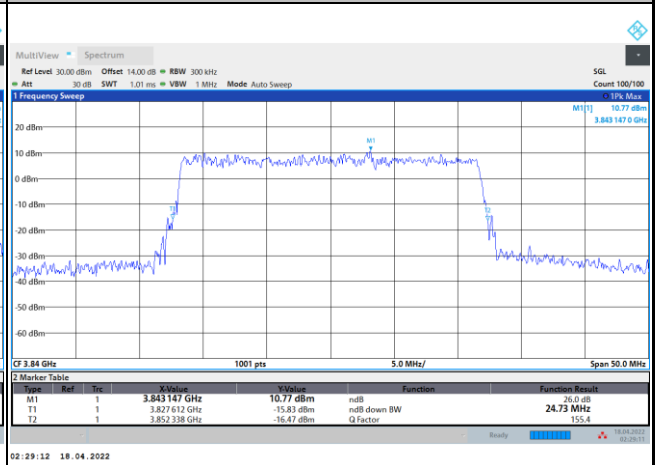 MultiView Spectrum
Ref Level 30.00 dBm Offset 14.00 dB RBW 300 kHz SGL
Att 30 dB SWT 1.01 ms VBW 1 MHz Mode Auto Sweep Count 100/100
1 Frequency Sweep 1Pk Max
M1[1] 10.77 dBm
3.843 147 0 GHz
M1
20 dBm
10 dBm
0 dBm
-10 dBm
T1
T2
-20 dBm
-30 dBm
-40 dBm
-50 dBm
-60 dBm
CF 3.84 GHz 1001 pts 5.0 MHz/ Span 50.0 MHz
2 Marker Table
Type Ref Trc X-Value Y-Value Function Function Result
M1 1 3.843 147 GHz 10.77 dBm ndB 26.0 dB
T1 1 3.827 612 GHz -15.83 dBm ndB down BW 24.73 MHz
T2 1 3.852 338 GHz -16.47 dBm Q Factor 155.4
Ready 18.04.2022
02:29:11
02:29:12 18.04.2022